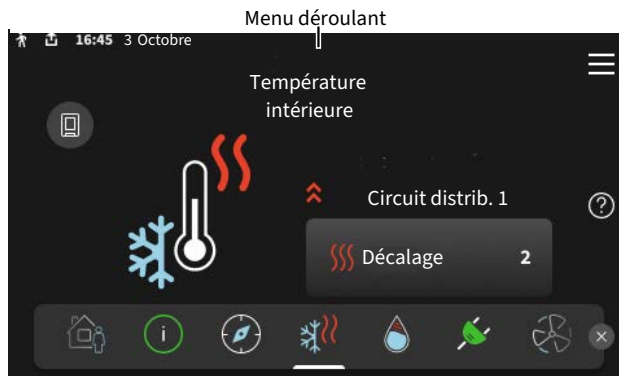 Menu déroulant
16:45 3 Octobre
Température
intérieure
Circuit distrib. 1
?
Décalage 2
i